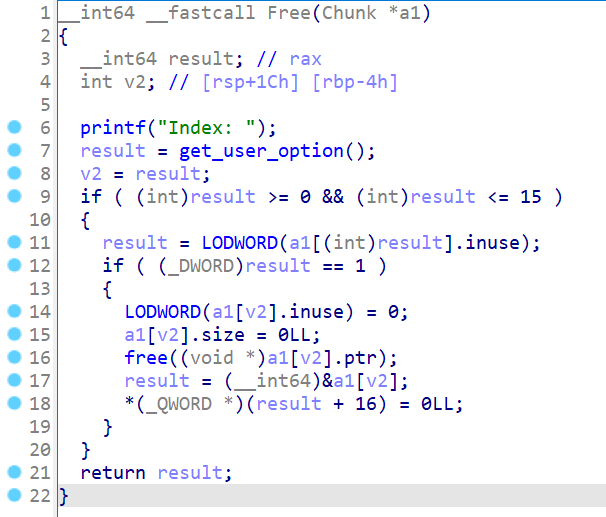 1 __int64 __fastcall Free(Chunk *a1)
2 {
3   __int64 result; // rax
4   int v2; // [rsp+1Ch] [rbp-4h]
5
6   printf("Index: ");
7   result = get_user_option();
8   v2 = result;
9   if ( (int)result >= 0 && (int)result <= 15 )
10   {
11     result = LODWORD(a1[(int)result].inuse);
12     if ( (_DWORD)result == 1 )
13     {
14       LODWORD(a1[v2].inuse) = 0;
15       a1[v2].size = 0LL;
16       free((void *)a1[v2].ptr);
17       result = (__int64)&a1[v2];
18       *(_QWORD *)(result + 16) = 0LL;
19     }
20   }
21   return result;
22 }